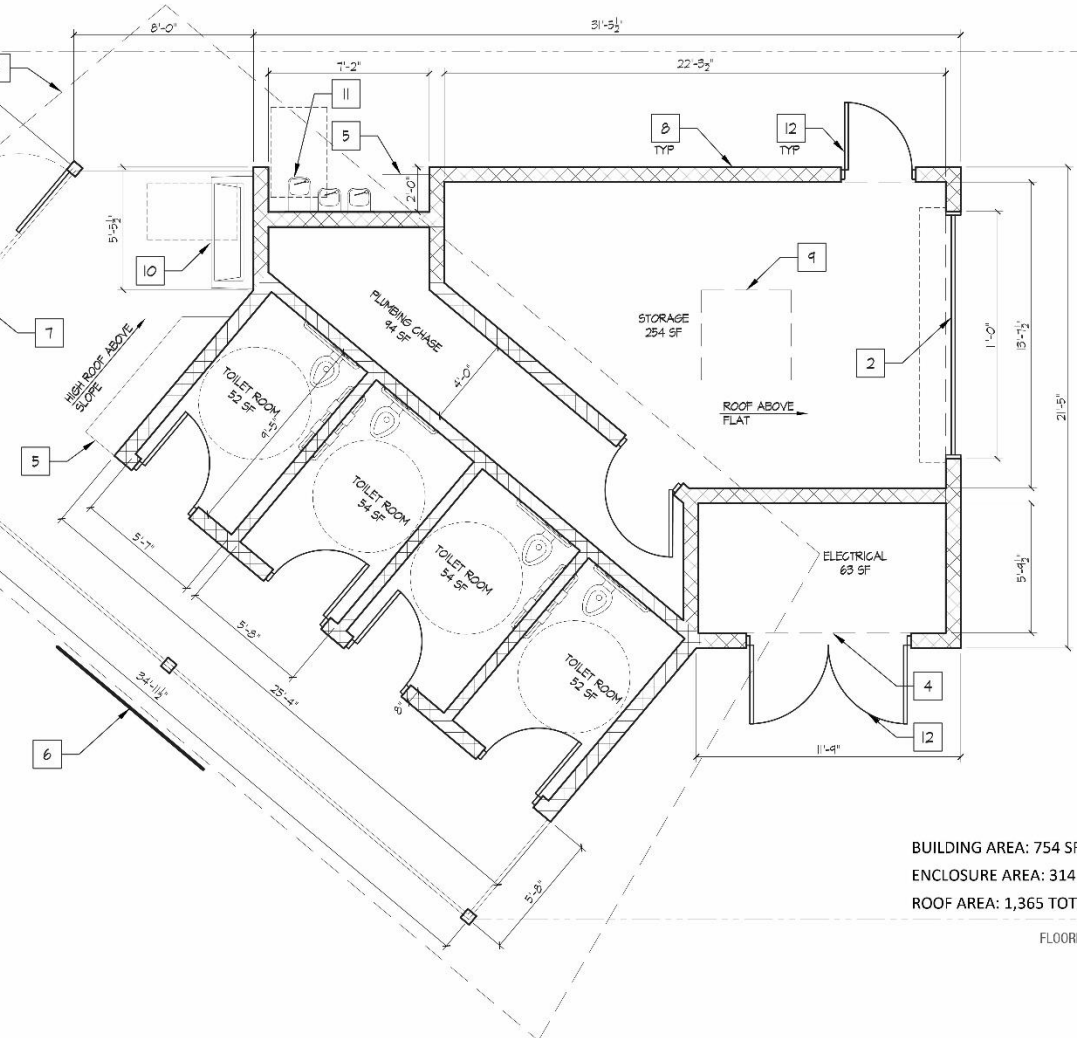 8'-0"
31'-5½"
7'-2"
22'-3½"
11
5
8
TYP
12
TYP
2'-0"
5'-5½"
10
9
PLUMBING CHASE
94 SF
STORAGE
254 SF
7
2
1'-0"
13'-7½"
21'-5"
HIGH ROOF ABOVE
SLOPE
4'-0"
ROOF ABOVE
FLAT
TOILET ROOM
52 SF
9'-5"
5
TOILET ROOM
54 SF
TOILET ROOM
54 SF
ELECTRICAL
63 SF
5'-9½"
5'-7"
5'-8"
TOILET ROOM
52 SF
4
34'-11½"
25'-4"
8"
6
12
11'-9"
5'-8"
BUILDING AREA: 754 SF
ENCLOSURE AREA: 314
ROOF AREA: 1,365 TOT
FLOOR